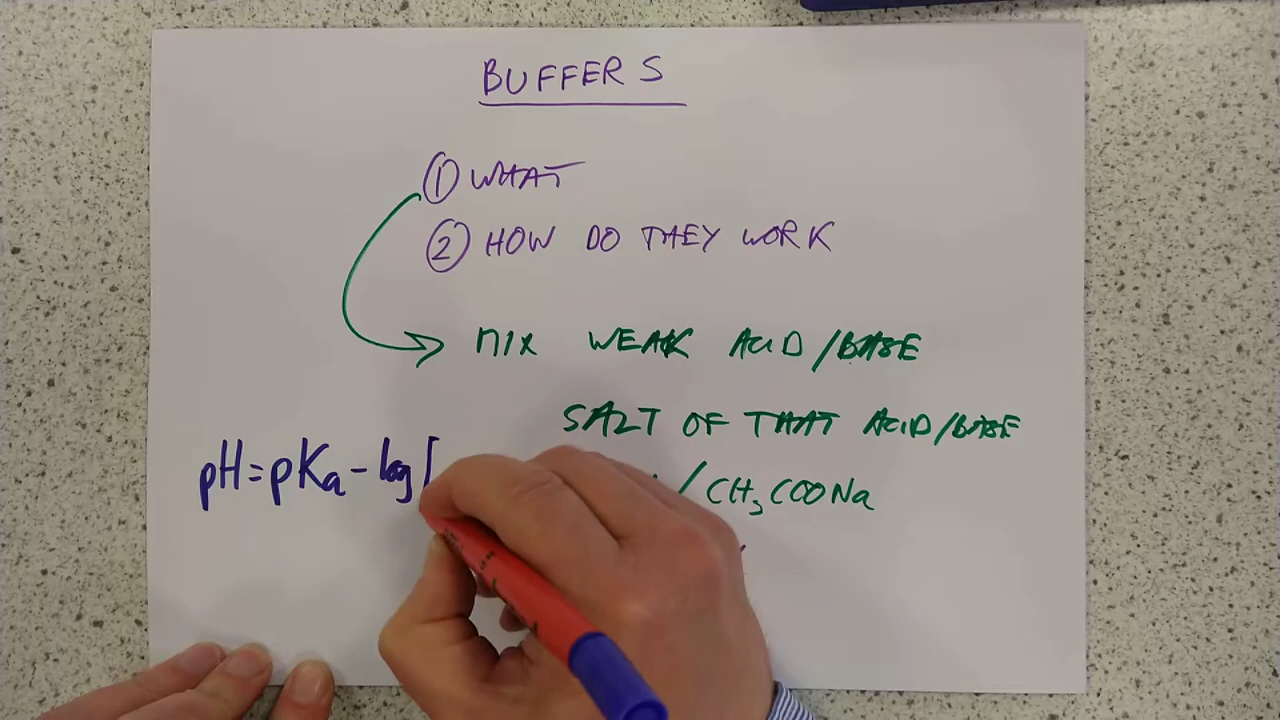 BUFFERS
① WHAT
② HOW DO THEY WORK
MIX WEAK ACID/BASE
SALT OF THAT ACID/BASE
/CH₃COONa
pH=pKa-log[